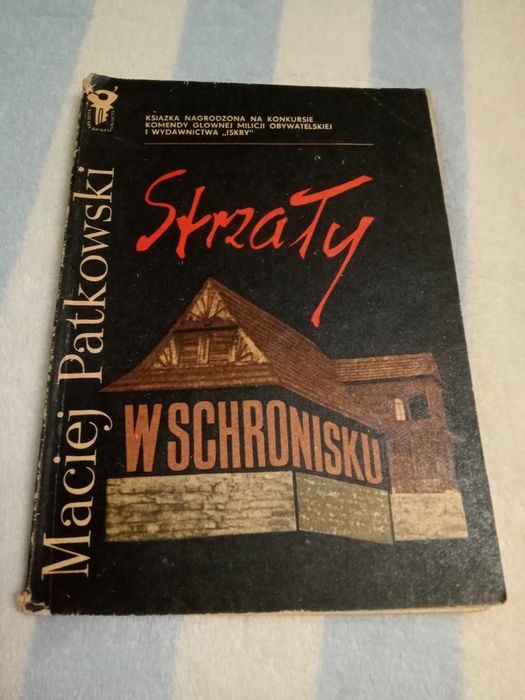 KSIĄŻKA NAGRODZONA NA KONKURSIE
KOMENDY GŁÓWNEJ MILICJI OBYWATELSKIEJ
I WYDAWNICTWA „ISKRY”
Maciej Patkowski
Strzały
W SCHRONISKU